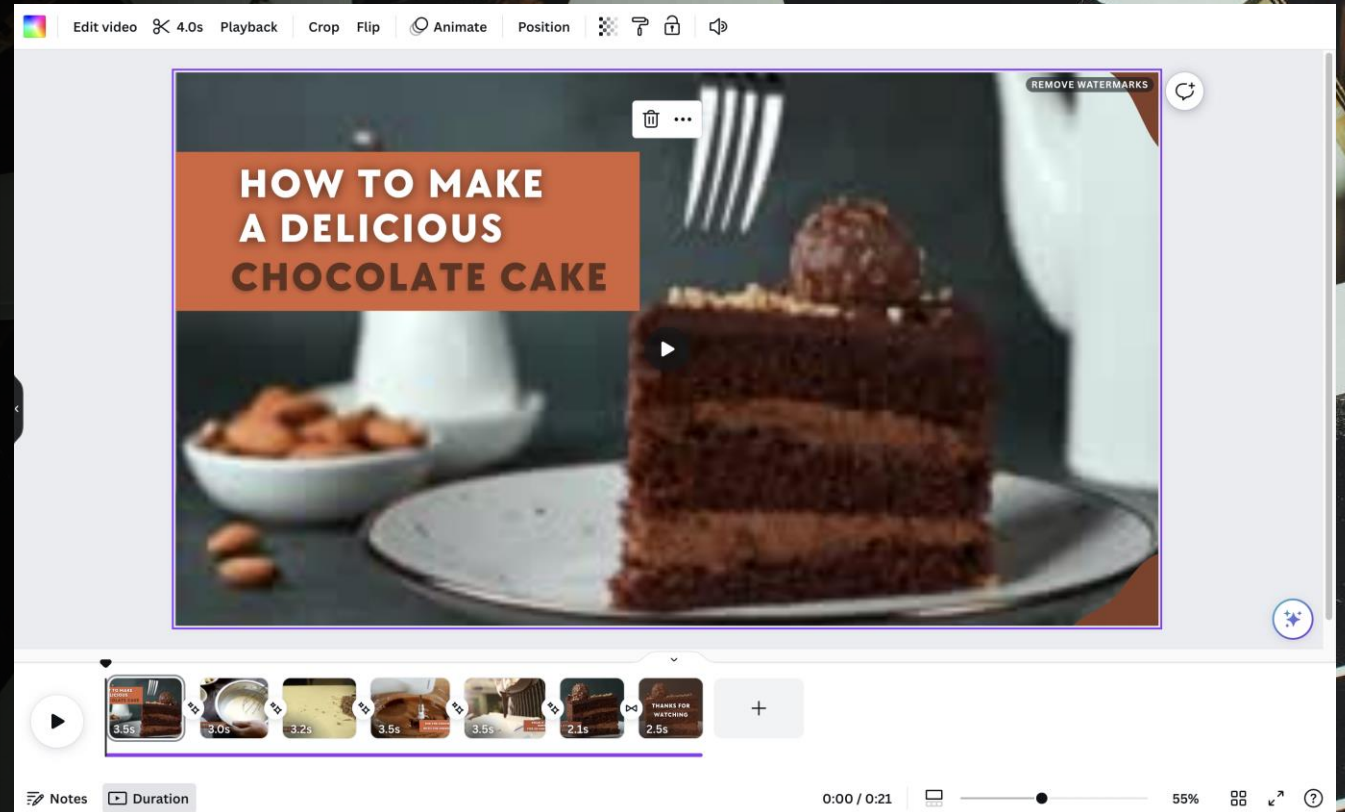 Edit video 4.0s Playback Crop Flip Animate Position
REMOVE WATERMARKS
HOW TO MAKE
A DELICIOUS
CHOCOLATE CAKE
THANKS FOR
WATCHING
3.5s 3.0s 3.2s 3.5s 3.5s 2.1s 2.5s
Notes Duration 0:00 / 0:21 55%